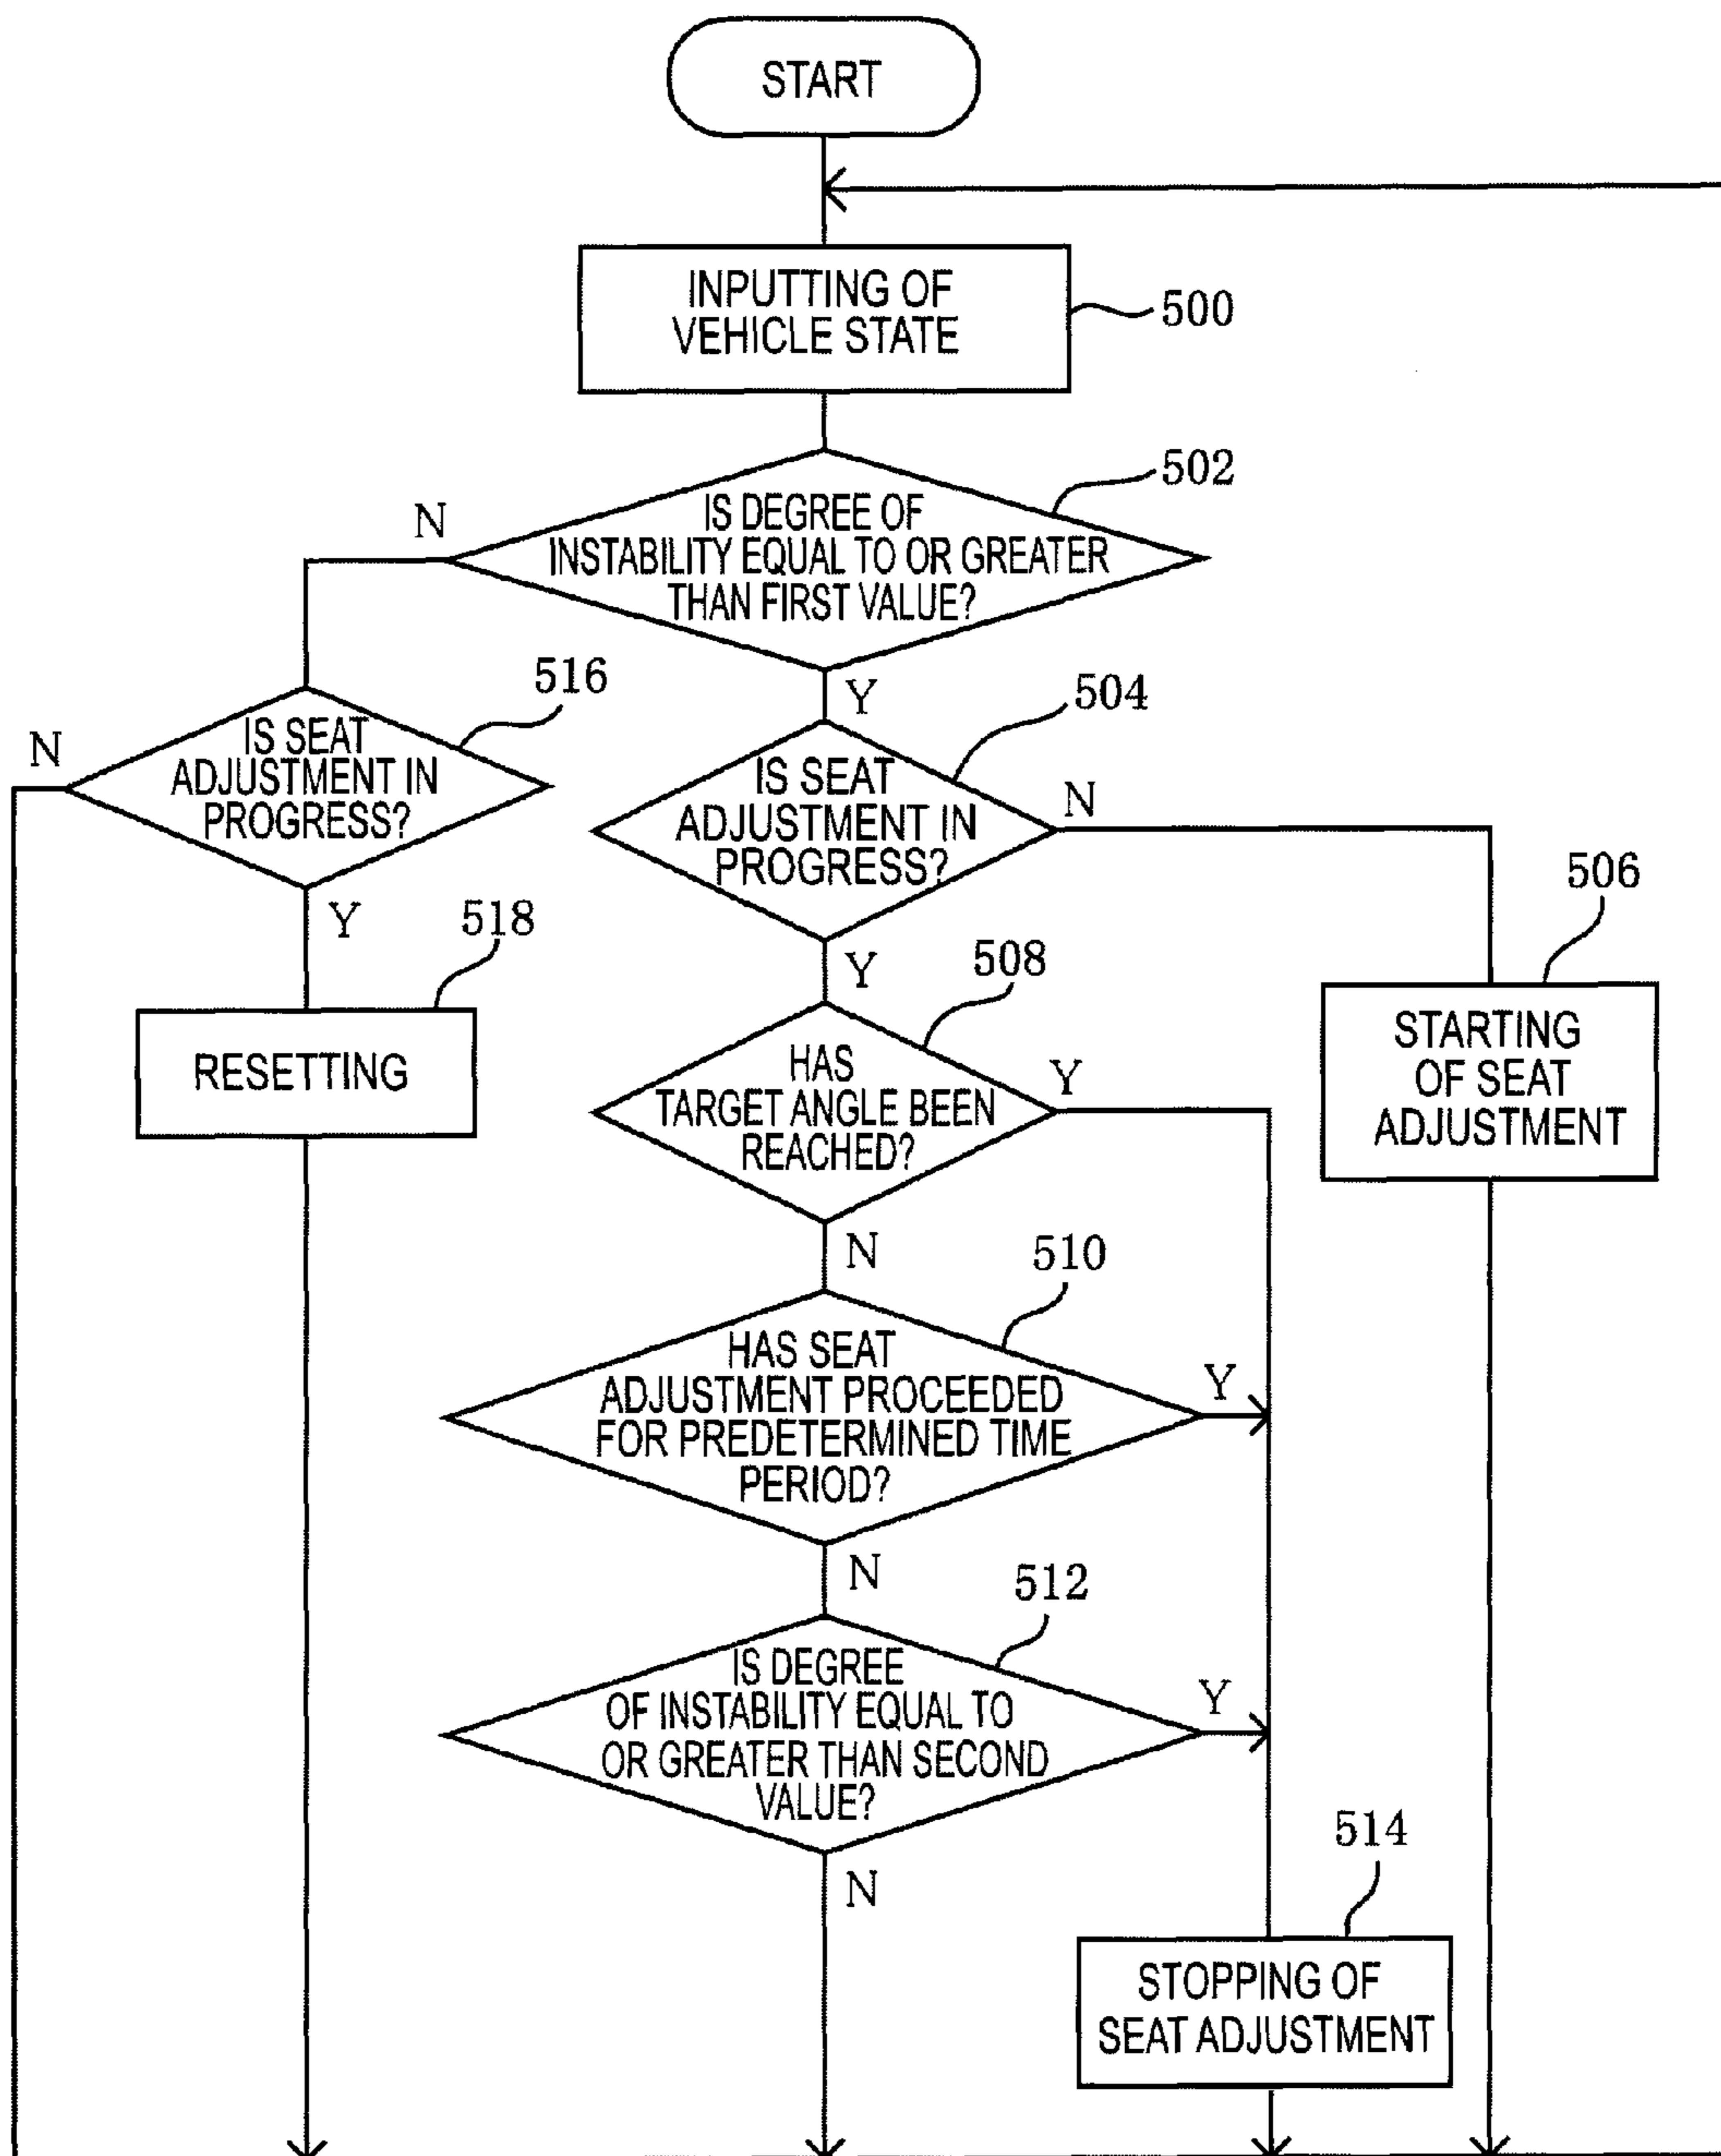 START
INPUTTING OF
VEHICLE STATE
500
502
IS DEGREE OF
INSTABILITY EQUAL TO OR GREATER
THAN FIRST VALUE?
N
Y
516
IS SEAT
ADJUSTMENT IN
PROGRESS?
N
Y
504
IS SEAT
ADJUSTMENT IN
PROGRESS?
N
Y
506
STARTING
OF SEAT
ADJUSTMENT
518
RESETTING
508
HAS
TARGET ANGLE BEEN
REACHED?
Y
N
510
HAS SEAT
ADJUSTMENT PROCEEDED
FOR PREDETERMINED TIME
PERIOD?
Y
N
512
IS DEGREE
OF INSTABILITY EQUAL TO
OR GREATER THAN SECOND
VALUE?
Y
N
514
STOPPING OF
SEAT ADJUSTMENT